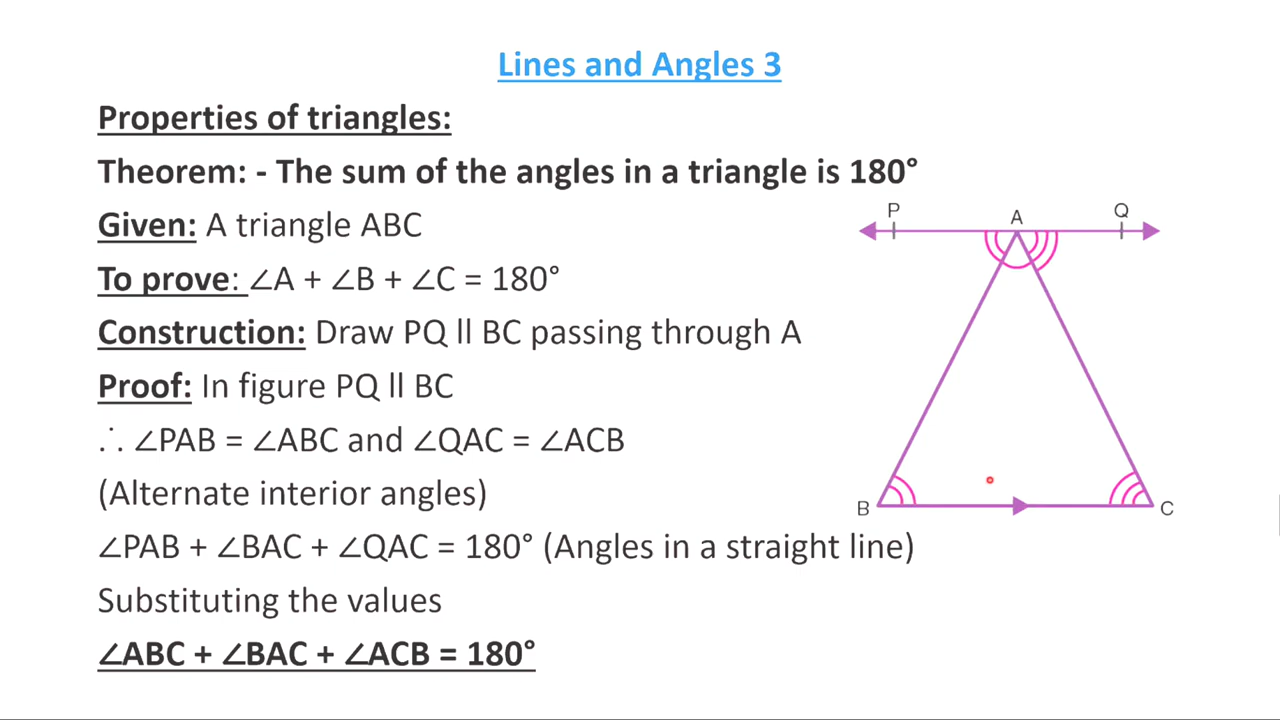 Lines and Angles 3
Properties of triangles:
Theorem: - The sum of the angles in a triangle is 180°
Given: A triangle ABC
To prove: ∠A + ∠B + ∠C = 180°
Construction: Draw PQ ll BC passing through A
Proof: In figure PQ ll BC
∴ ∠PAB = ∠ABC and ∠QAC = ∠ACB
(Alternate interior angles)
∠PAB + ∠BAC + ∠QAC = 180° (Angles in a straight line)
Substituting the values
∠ABC + ∠BAC + ∠ACB = 180°
P A Q
B C